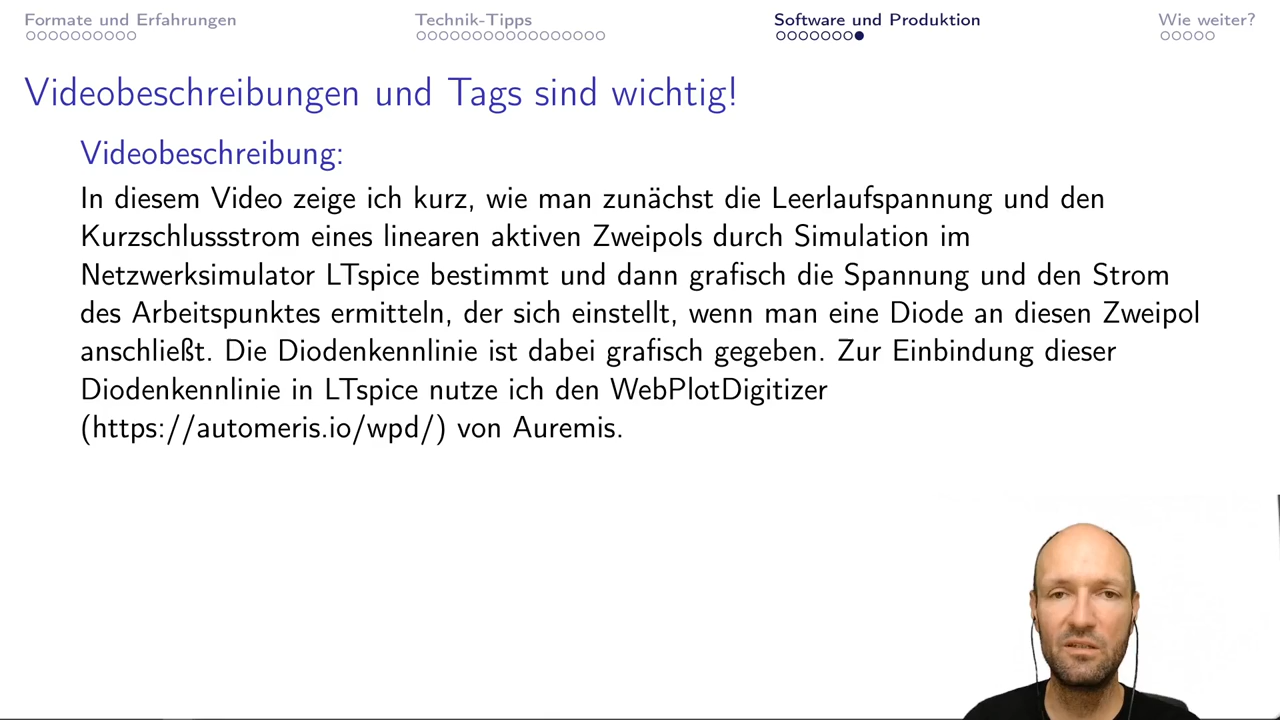 Formate und Erfahrungen
Technik-Tipps
Software und Produktion
Wie weiter?
Videobeschreibungen und Tags sind wichtig!
Videobeschreibung:
In diesem Video zeige ich kurz, wie man zunächst die Leerlaufspannung und den
Kurzschlussstrom eines linearen aktiven Zweipols durch Simulation im
Netzwerksimulator LTspice bestimmt und dann grafisch die Spannung und den Strom
des Arbeitspunktes ermitteln, der sich einstellt, wenn man eine Diode an diesen Zweipol
anschließt. Die Diodenkennlinie ist dabei grafisch gegeben. Zur Einbindung dieser
Diodenkennlinie in LTspice nutze ich den WebPlotDigitizer
(https://automeris.io/wpd/) von Auremis.